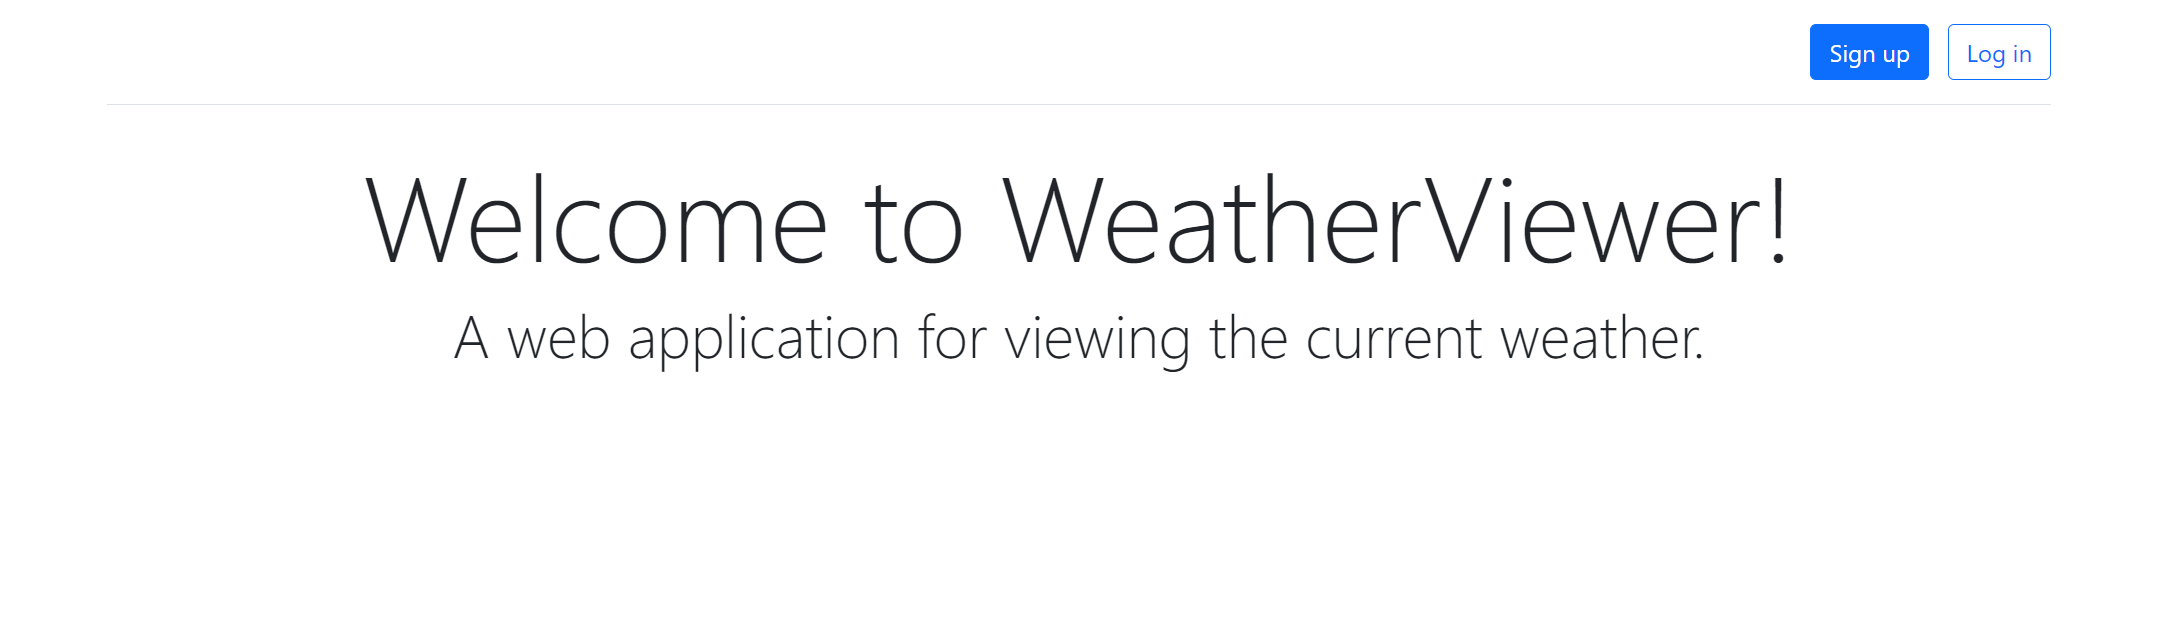 Sign up Log in
Welcome to WeatherViewer!
A web application for viewing the current weather.